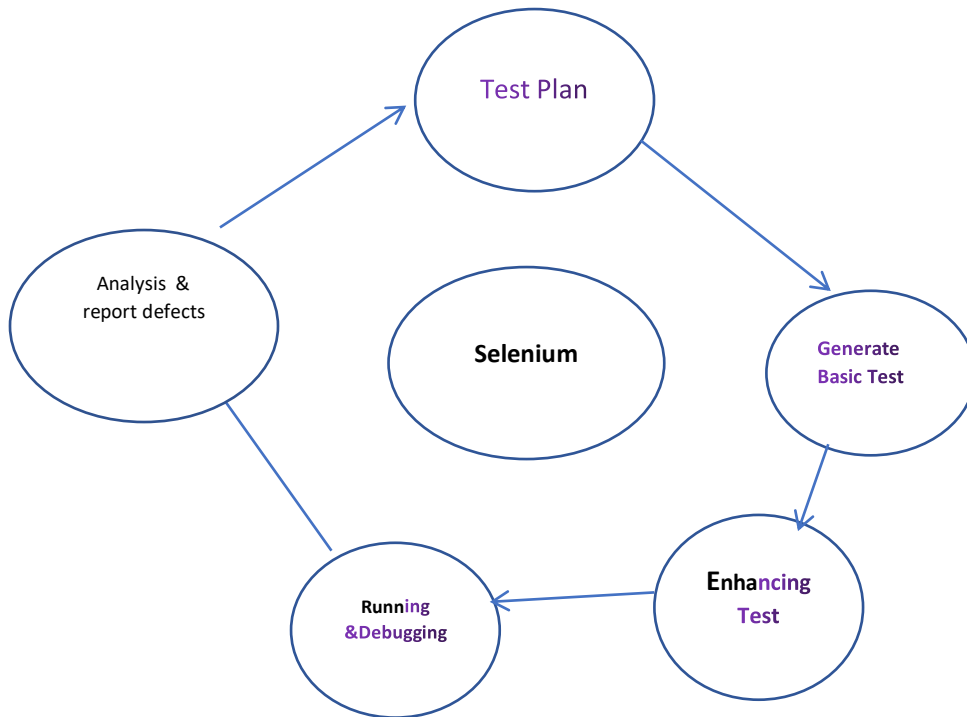 Test Plan
Analysis &
report defects
Selenium
Generate
Basic Test
Enhancing
Test
Running
&Debugging